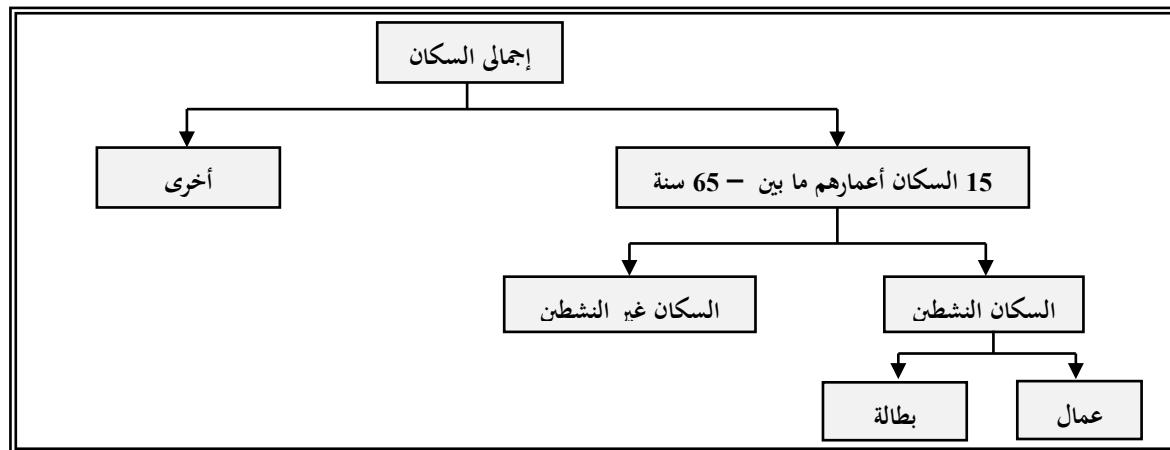 إجمالى السكان
15 السكان أعمارهم ما بين – 65 سنة
أخرى
السكان النشطين
السكان غير النشطين
عمال
بطالة